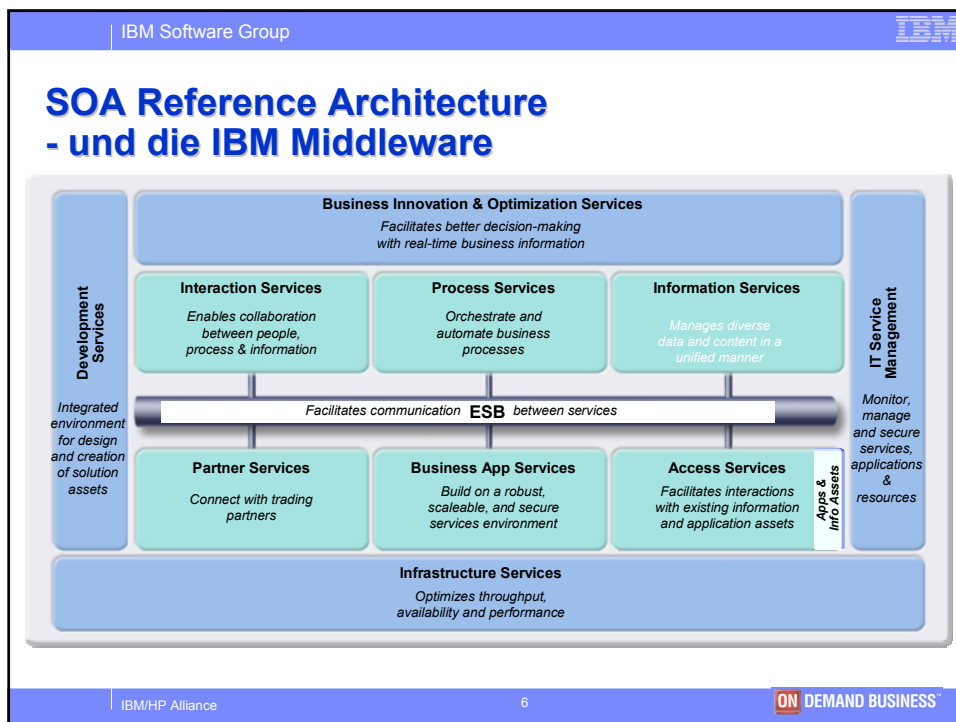 IBM Software Group
IBM
SOA Reference Architecture
- und die IBM Middleware
Business Innovation & Optimization Services
Facilitates better decision-making
with real-time business information
Development
Services
Integrated
environment
for design
and creation
of solution
assets
Interaction Services
Enables collaboration
between people,
process & information
Process Services
Orchestrate and
automate business
processes
Information Services
Manages diverse
data and content in a
unified manner
IT Service
Management
Monitor,
manage
and secure
services,
applications
&
resources
Facilitates communication ESB between services
Partner Services
Connect with trading
partners
Business App Services
Build on a robust,
scaleable, and secure
services environment
Access Services
Facilitates interactions
with existing information
and application assets
Apps &
Info Assets
Infrastructure Services
Optimizes throughput,
availability and performance
IBM/HP Alliance
6
ON DEMAND BUSINESS™